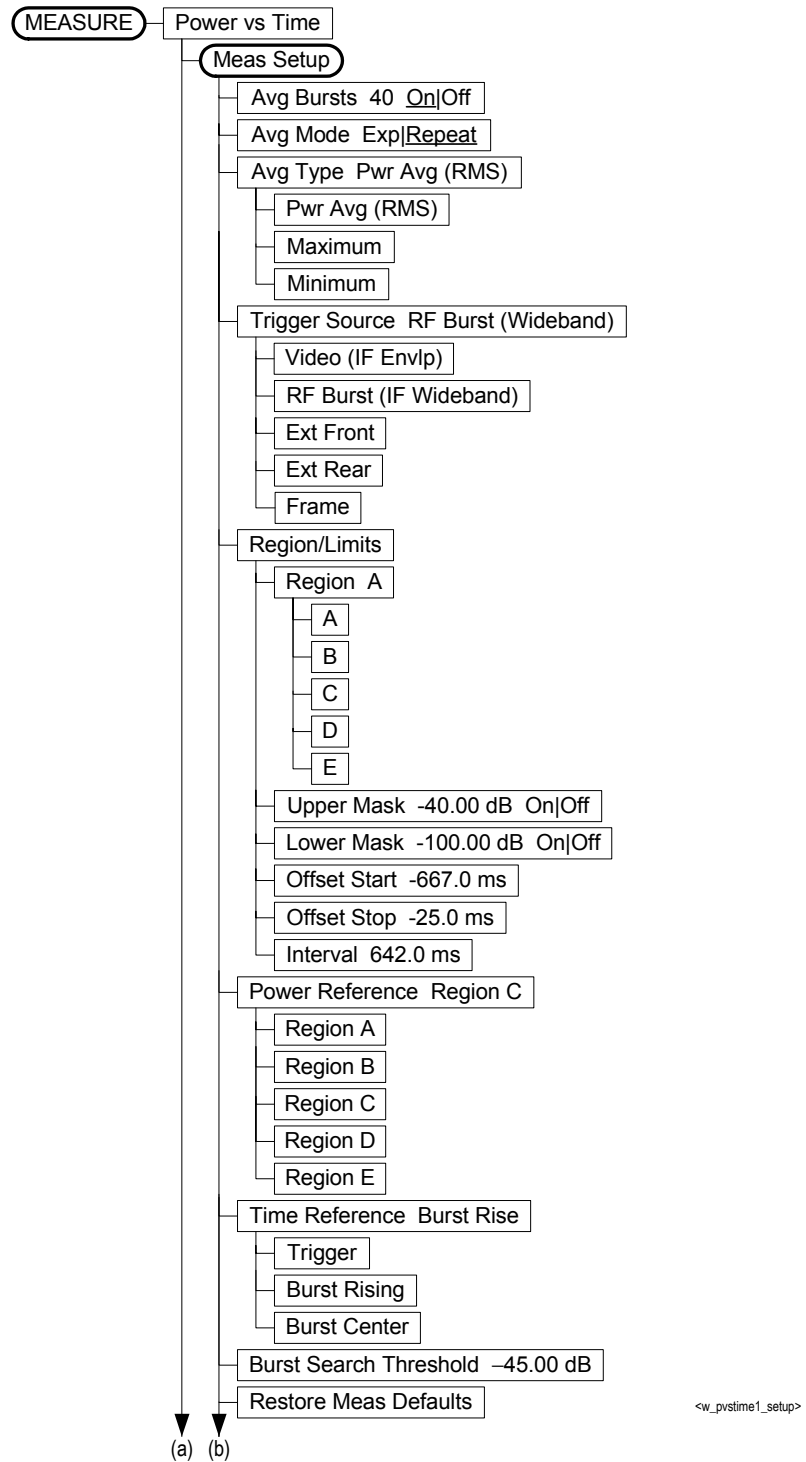 MEASURE Power vs Time
Meas Setup
Avg Bursts 40 On|Off
Avg Mode Exp|Repeat
Avg Type Pwr Avg (RMS)
Pwr Avg (RMS)
Maximum
Minimum
Trigger Source RF Burst (Wideband)
Video (IF Envlp)
RF Burst (IF Wideband)
Ext Front
Ext Rear
Frame
Region/Limits
Region A
A
B
C
D
E
Upper Mask -40.00 dB On|Off
Lower Mask -100.00 dB On|Off
Offset Start -667.0 ms
Offset Stop -25.0 ms
Interval 642.0 ms
Power Reference Region C
Region A
Region B
Region C
Region D
Region E
Time Reference Burst Rise
Trigger
Burst Rising
Burst Center
Burst Search Threshold –45.00 dB
Restore Meas Defaults
<w_pvstime1_setup>
(a) (b)